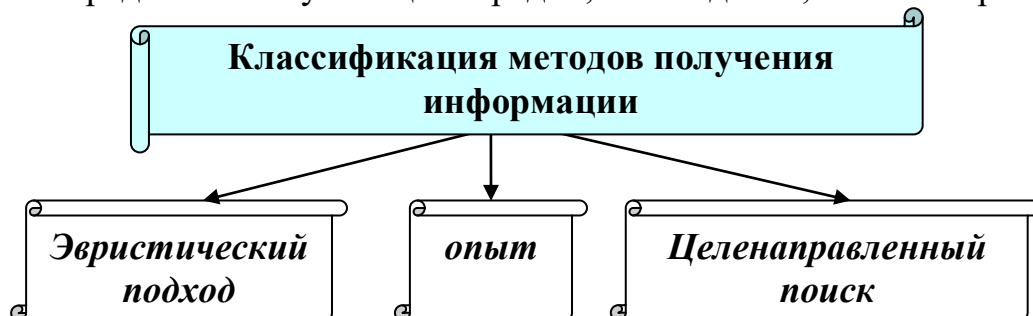 Классификация методов получения
информации
Эвристический
подход
опыт
Целенаправленный
поиск